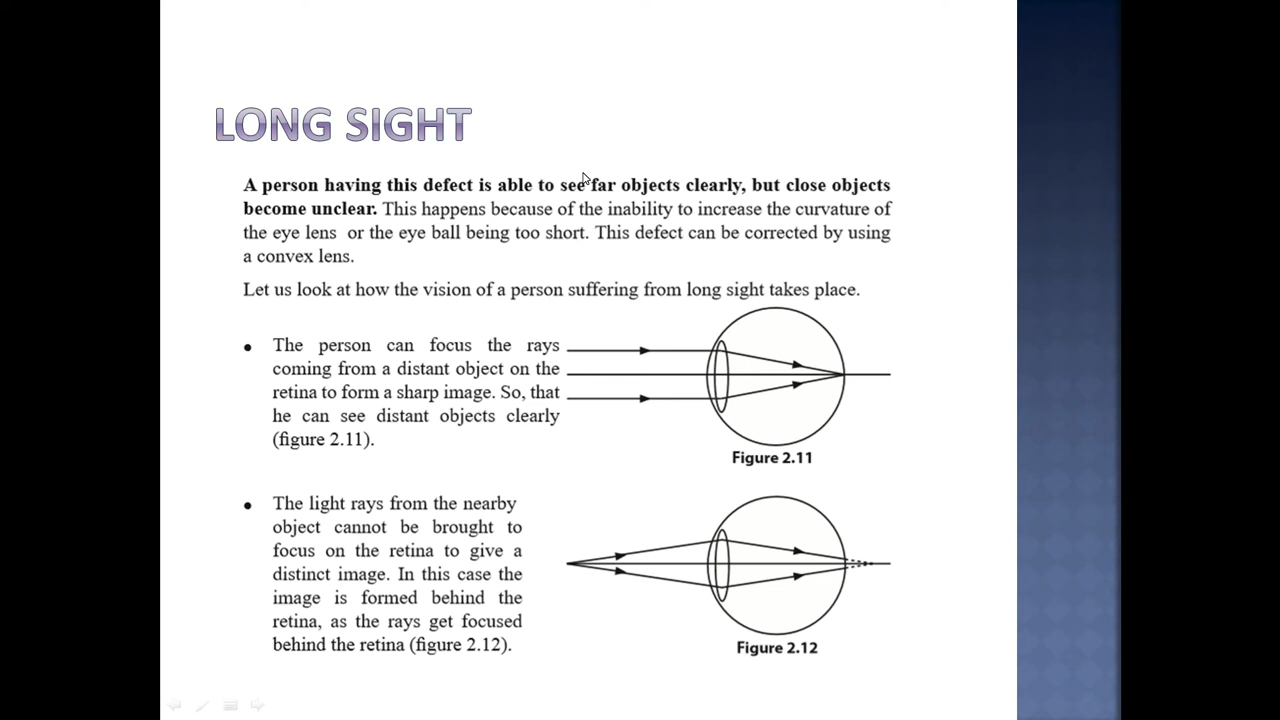 LONG SIGHT
A person having this defect is able to see far objects clearly, but close objects
become unclear. This happens because of the inability to increase the curvature of
the eye lens or the eye ball being too short. This defect can be corrected by using
a convex lens.
Let us look at how the vision of a person suffering from long sight takes place.
• The person can focus the rays
coming from a distant object on the
retina to form a sharp image. So, that
he can see distant objects clearly
(figure 2.11).
Figure 2.11
• The light rays from the nearby
object cannot be brought to
focus on the retina to give a
distinct image. In this case the
image is formed behind the
retina, as the rays get focused
behind the retina (figure 2.12).
Figure 2.12